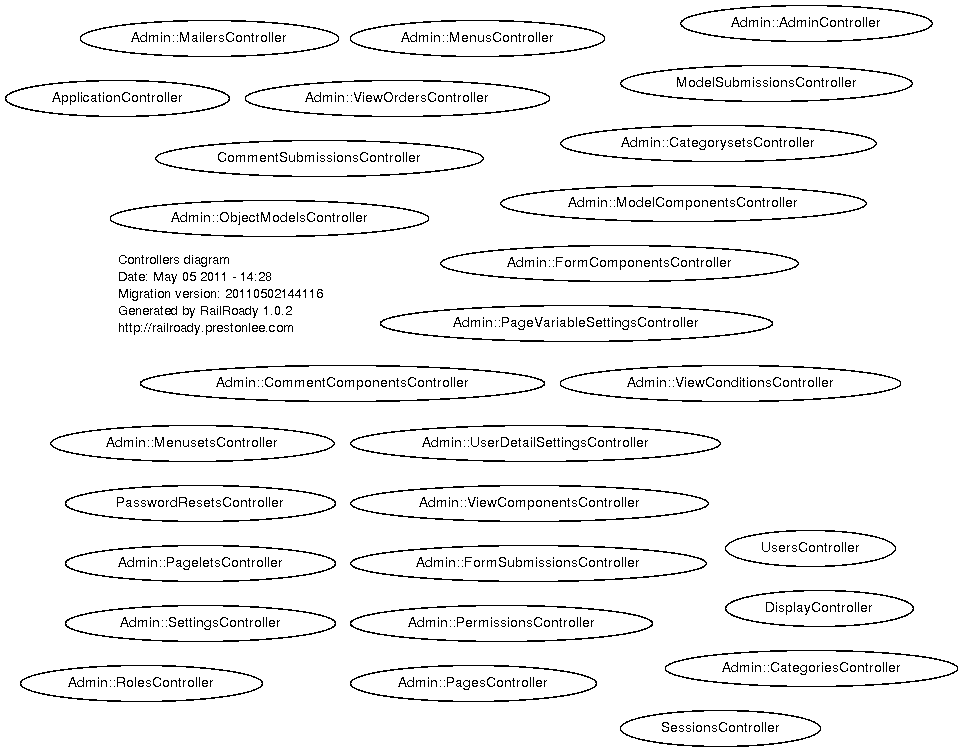 Admin::MailersController
Admin::MenusController
Admin::AdminController
ApplicationController
Admin::ViewOrdersController
ModelSubmissionsController
CommentSubmissionsController
Admin::CategorysetsController
Admin::ObjectModelsController
Admin::ModelComponentsController
Controllers diagram
Date: May 05 2011 - 14:28
Migration version: 20110502144116
Generated by RailRoady 1.0.2
http://railroady.prestonlee.com
Admin::FormComponentsController
Admin::PageVariableSettingsController
Admin::CommentComponentsController
Admin::ViewConditionsController
Admin::MenusetsController
Admin::UserDetailSettingsController
PasswordResetsController
Admin::ViewComponentsController
UsersController
Admin::PageletsController
Admin::FormSubmissionsController
DisplayController
Admin::SettingsController
Admin::PermissionsController
Admin::CategoriesController
Admin::RolesController
Admin::PagesController
SessionsController